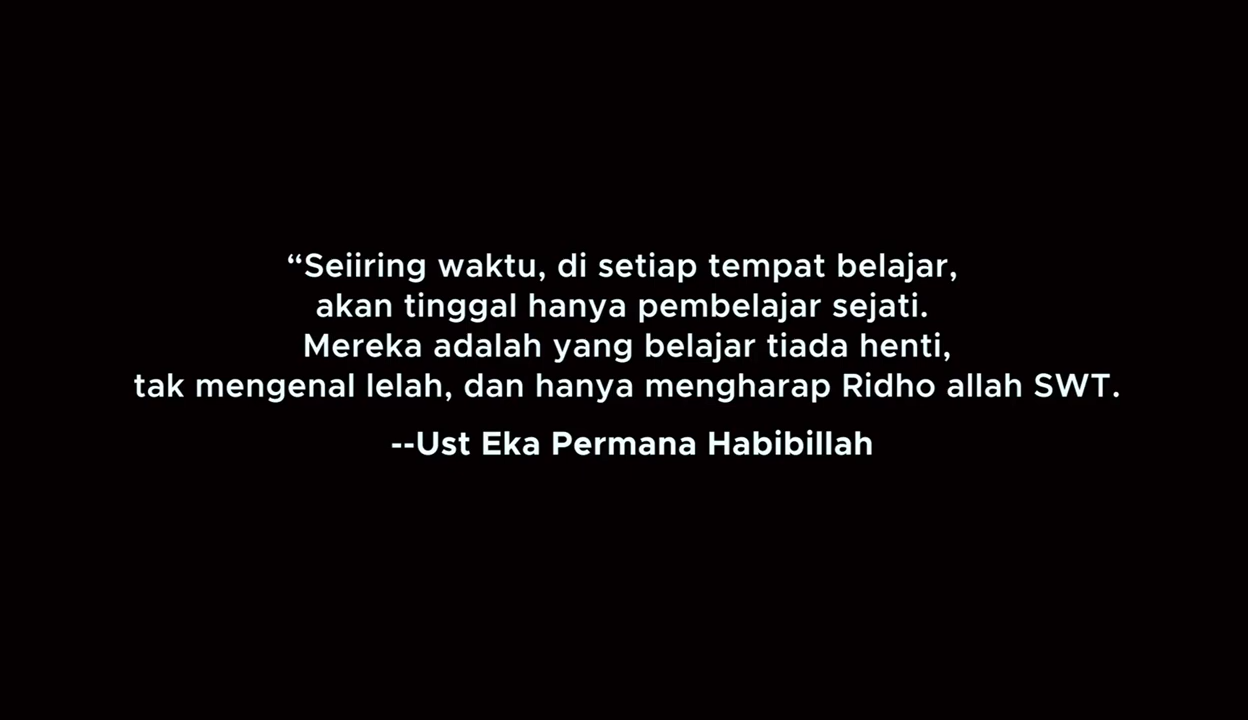 “Seiiring waktu, di setiap tempat belajar,
akan tinggal hanya pembelajar sejati.
Mereka adalah yang belajar tiada henti,
tak mengenal lelah, dan hanya mengharap Ridho allah SWT.
--Ust Eka Permana Habibillah